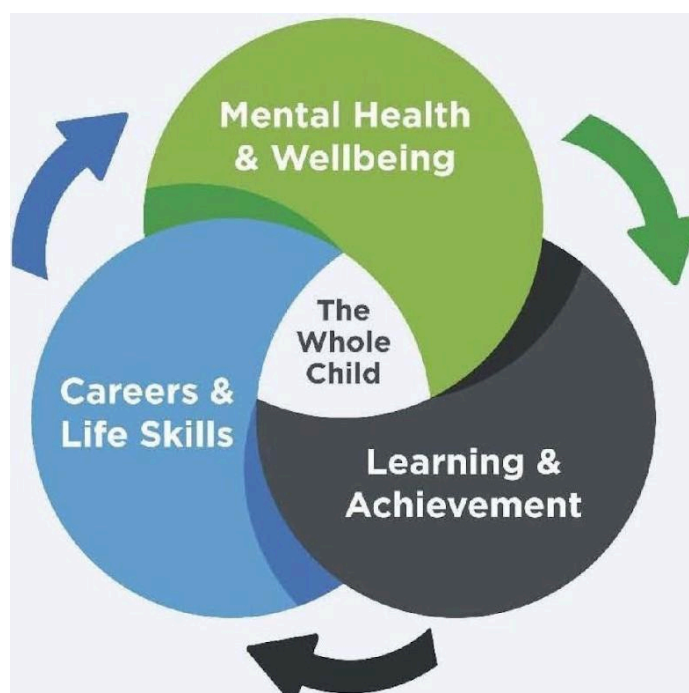 Mental Health
& Wellbeing
The
Whole
Child
Careers &
Life Skills
Learning &
Achievement